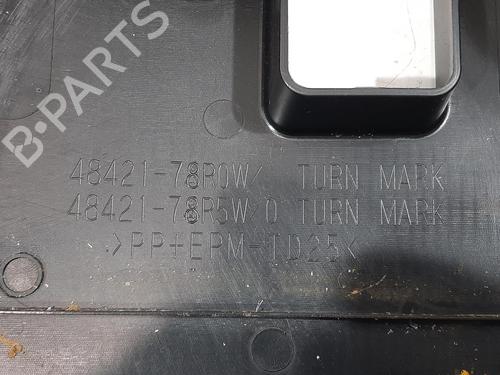 B-PARTS
48421-78R0W/ TURN MARK
48421-78R5W/O TURN MARK
>PP+EPM-TD25<